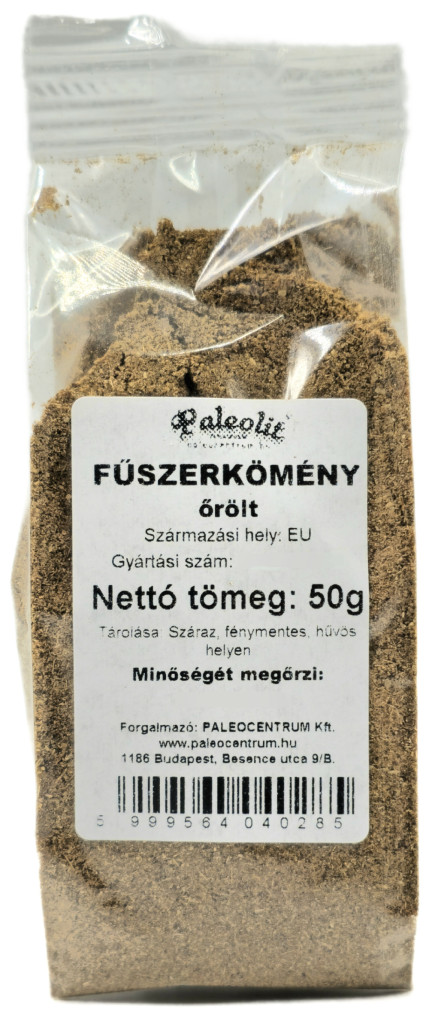 Paleolit
FŰSZERKÖMÉNY
őrölt
Származási hely: EU
Gyártási szám:
Nettó tömeg: 50g
Tárolása: Száraz, fénymentes, hűvös
helyen
Minőségét megőrzi:
Forgalmazó: PALEOCENTRUM Kft.
www.paleocentrum.hu
1186 Budapest, Besence utca 9/B.
5 999564 040285